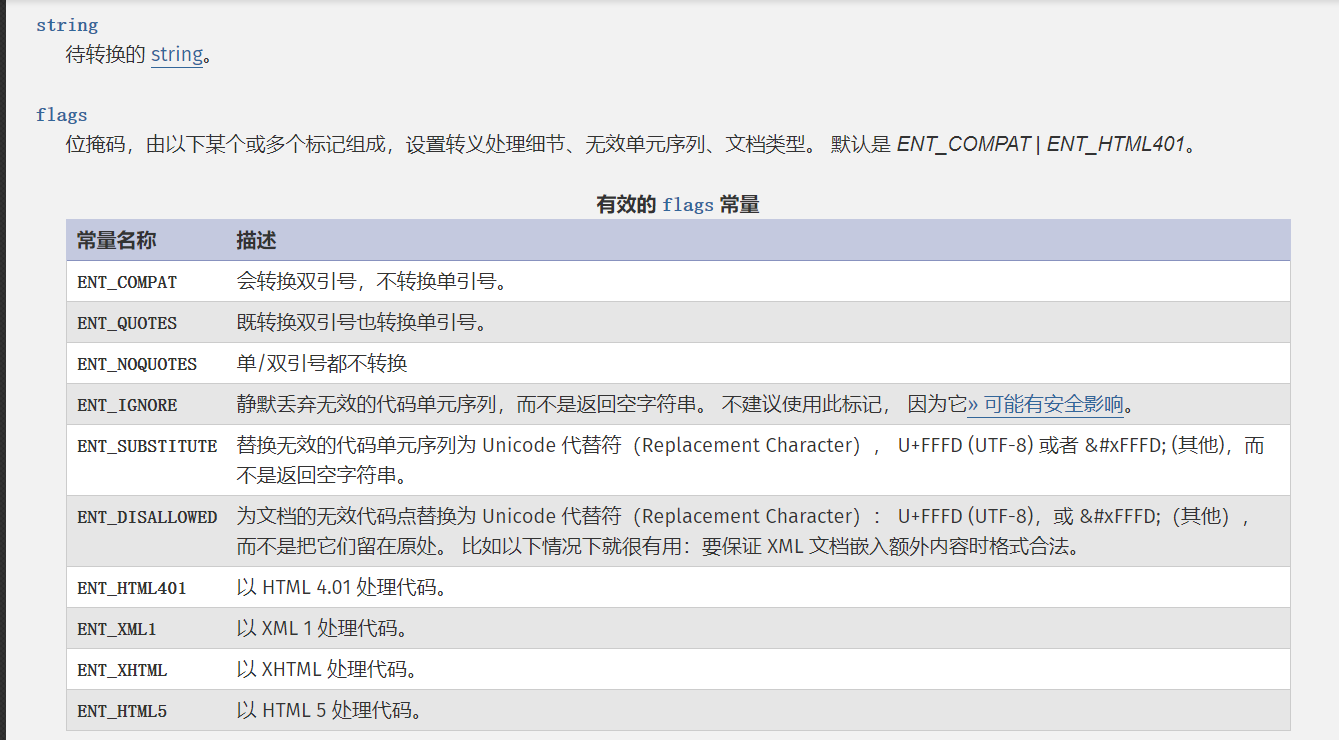 string
待转换的 string。
flags
位掩码，由以下某个或多个标记组成，设置转义处理细节、无效单元序列、文档类型。 默认是 ENT_COMPAT | ENT_HTML401。
有效的 flags 常量
常量名称 描述
ENT_COMPAT 会转换双引号，不转换单引号。
ENT_QUOTES 既转换双引号也转换单引号。
ENT_NOQUOTES 单/双引号都不转换
ENT_IGNORE 静默丢弃无效的代码单元序列，而不是返回空字符串。 不建议使用此标记， 因为它» 可能有安全影响。
ENT_SUBSTITUTE 替换无效的代码单元序列为 Unicode 代替符（Replacement Character）， U+FFFD (UTF-8) 或者 &#xFFFD; (其他)，而
不是返回空字符串。
ENT_DISALLOWED 为文档的无效代码点替换为 Unicode 代替符（Replacement Character）： U+FFFD (UTF-8)，或 &#xFFFD;（其他），
而不是把它们留在原处。 比如以下情况下就很有用：要保证 XML 文档嵌入额外内容时格式合法。
ENT_HTML401 以 HTML 4.01 处理代码。
ENT_XML1 以 XML 1 处理代码。
ENT_XHTML 以 XHTML 处理代码。
ENT_HTML5 以 HTML 5 处理代码。